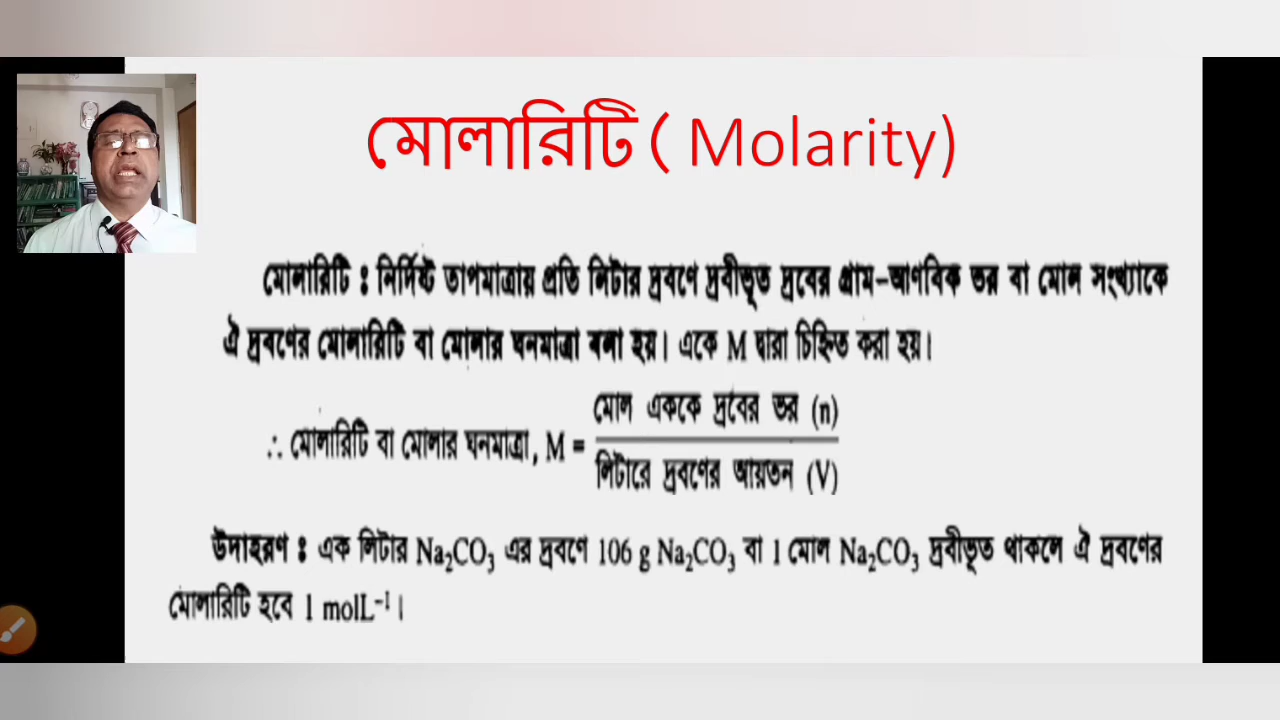 মোলারিটি ( Molarity)
মোলারিটি : নির্দিষ্ট তাপমাত্রায় প্রতি লিটার দ্রবণে দ্রবীভূত দ্রবের গ্রাম-আণবিক ভর বা মোল সংখ্যাকে
ঐ দ্রবণের মোলারিটি বা মোলার ঘনমাত্রা বলা হয়। একে M দ্বারা চিহ্নিত করা হয়।
মোল এককে দ্রবের ভর (n)
∴ মোলারিটি বা মোলার ঘনমাত্রা, M =
লিটারে দ্রবণের আয়তন (V)
উদাহরণ : এক লিটার Na₂CO₃ এর দ্রবণে 106 g Na₂CO₃ বা 1 মোল Na₂CO₃ দ্রবীভূত থাকলে ঐ দ্রবণের
মোলারিটি হবে 1 molL⁻¹।